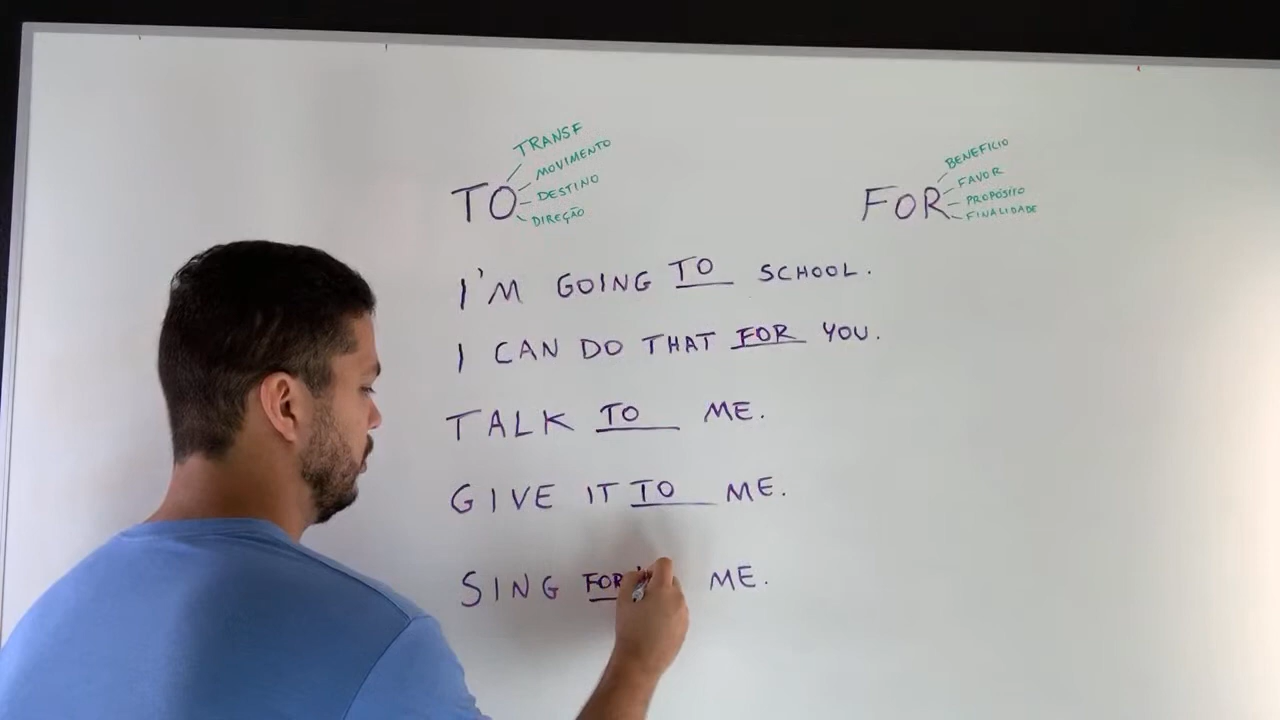 TRANSF
MOVIMENTO
TO DESTINO
DIREÇÃO
BENEFICIO
FAVOR
FOR PROPÓSITO
FINALIDADE
I'M GOING TO SCHOOL.
I CAN DO THAT FOR YOU.
TALK TO ME.
GIVE IT TO ME.
SING FOR ME.